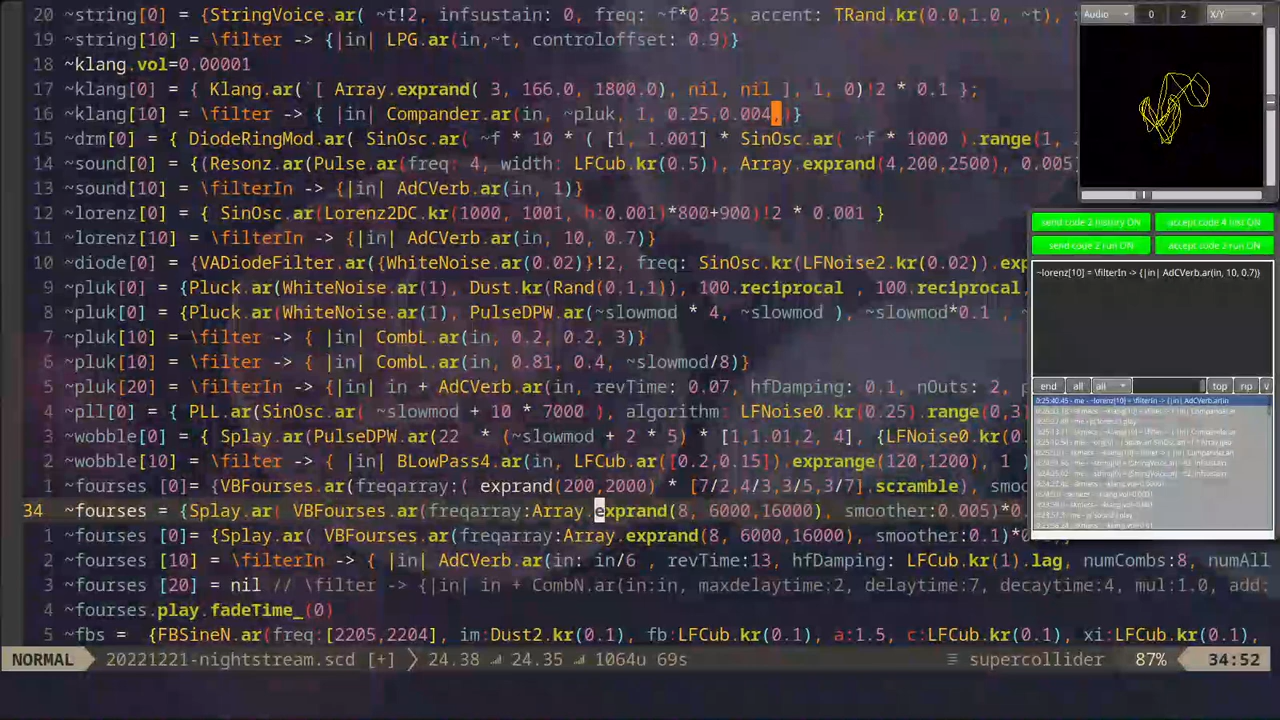 20 ~string[0] = {StringVoice.ar( ~t!2, infsustain: 0, freq: ~f*0.25, accent: TRand.kr(0.0,1.0, ~t), s
19 ~string[10] = \filter -> {|in| LPG.ar(in,~t, controloffset: 0.9)}
18 ~klang.vol=0.00001
17 ~klang[0] = { Klang.ar(`[ Array.exprand( 3, 166.0, 1800.0), nil, nil ], 1, 0)!2 * 0.1 };
16 ~klang[10] = \filter -> { |in| Compander.ar(in, ~pluk, 1, 0.25,0.004,)}
15 ~drm[0] = { DiodeRingMod.ar( SinOsc.ar( ~f * 10 * ( [1, 1.001] * SinOsc.ar( ~f * 1000 ).range(1, 2
14 ~sound[0] = {(Resonz.ar(Pulse.ar(freq: 4, width: LFCub.kr(0.5)), Array.exprand(4,200,2500), 0.005)
13 ~sound[10] = \filterIn -> {|in| AdCVerb.ar(in, 1)}
12 ~lorenz[0] = { SinOsc.ar(Lorenz2DC.kr(1000, 1001, h:0.001)*800+900)!2 * 0.001 }
11 ~lorenz[10] = \filterIn -> {|in| AdCVerb.ar(in, 10, 0.7)}
10 ~diode[0] = {VADiodeFilter.ar({WhiteNoise.ar(0.02)}!2, freq: SinOsc.kr(LFNoise2.kr(0.02)).exp
9 ~pluk[0] = {Pluck.ar(WhiteNoise.ar(1), Dust.kr(Rand(0.1,1)), 100.reciprocal , 100.reciprocal,
8 ~pluk[0] = {Pluck.ar(WhiteNoise.ar(1), PulseDPW.ar(~slowmod * 4, ~slowmod ), ~slowmod*0.1 ,
7 ~pluk[10] = \filter -> { |in| CombL.ar(in, 0.2, 0.2, 3)}
6 ~pluk[10] = \filter -> { |in| CombL.ar(in, 0.81, 0.4, ~slowmod/8)}
5 ~pluk[20] = \filterIn -> {|in| in + AdCVerb.ar(in, revTime: 0.07, hfDamping: 0.1, nOuts: 2, p
4 ~pll[0] = { PLL.ar(SinOsc.ar( ~slowmod + 10 * 7000 ), algorithm: LFNoise0.kr(0.25).range(0,3)
3 ~wobble[0] = { Splay.ar(PulseDPW.ar(22 * (~slowmod + 2 * 5) * [1,1.01,2, 4], {LFNoise0.kr(0.
2 ~wobble[10] = \filter -> { |in| BLowPass4.ar(in, LFCub.ar([0.2,0.15]).exprange(120,1200), 1 )
1 ~fourses [0]= {VBFourses.ar(freqarray:( exprand(200,2000) * [7/2,4/3,3/5,3/7].scramble), smoo
34 ~fourses = {Splay.ar( VBFourses.ar(freqarray:Array.exprand(8, 6000,16000), smoother:0.005)*0.
1 ~fourses [0]= {Splay.ar( VBFourses.ar(freqarray:Array.exprand(8, 6000,16000), smoother:0.1)*0.
2 ~fourses [10] = \filterIn -> { |in| AdCVerb.ar(in: in/6 , revTime:13, hfDamping: LFCub.kr(1).lag, numCombs:8, numAll
3 ~fourses [20] = nil // \filter -> {|in| in + CombN.ar(in:in, maxdelaytime:2, delaytime:7, decaytime:4, mul:1.0, add:
4 ~fourses.play.fadeTime_(0)
5 ~fbs = {FBSineN.ar(freq:[2205,2204], im:Dust2.kr(0.1), fb:LFCub.kr(0.1), a:1.5, c:LFCub.kr(0.1), xi:LFCub.kr(0.1),
NORMAL 20221221-nightstream.scd [+] 24.38 24.35 1064u 69s supercollider 87% 34:52
Audio 0 2 X/Y
send code 2 history ON
send code 2 run ON
~lorenz[10] = \filterIn -> {|in| AdCVerb.ar(in, 10, 0.7)}
end all all top rip v
0:25:40.45 - me - ~lorenz[10] = \filterIn -> {|in| AdCVerb.ar(in